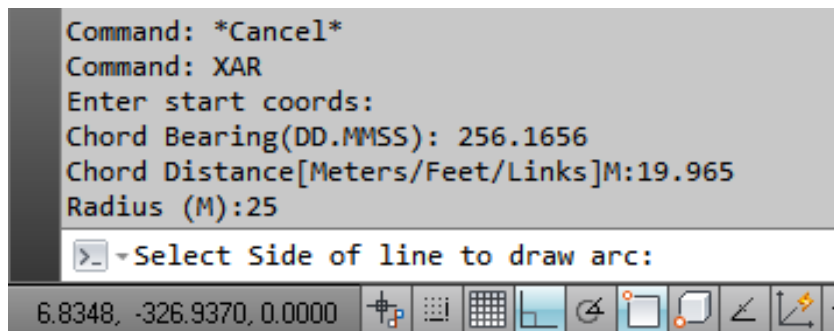 Command: *Cancel*
Command: XAR
Enter start coords:
Chord Bearing(DD.MMSS): 256.1656
Chord Distance[Meters/Feet/Links]M:19.965
Radius (M):25
Select Side of line to draw arc:
6.8348, -326.9370, 0.0000